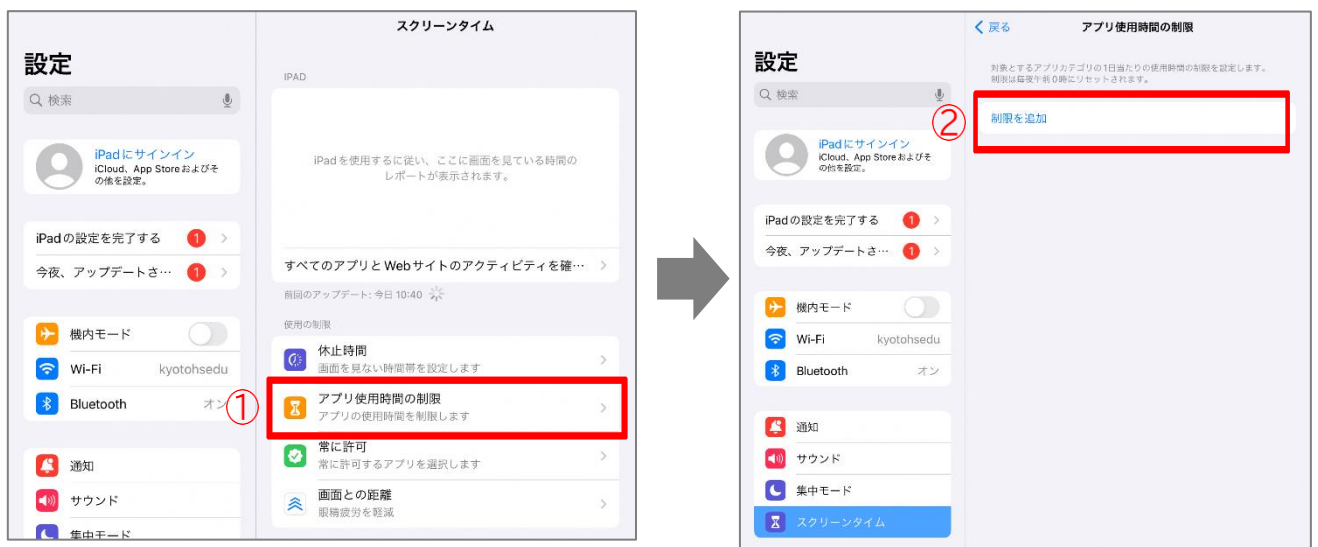 スクリーンタイム
設定
検索
iPadにサインイン
iCloud、App Storeおよびそ
の他を設定。
iPadの設定を完了する 1
今夜、アップデートさ… 1
機内モード
Wi-Fi kyotohsedu
Bluetooth オン
通知
サウンド
集中モード
IPAD
iPadを使用するに従い、ここに画面を見ている時間の
レポートが表示されます。
すべてのアプリとWebサイトのアクティビティを確…
前回のアップデート: 今日 10:40
使用の制限
休止時間
画面を見ない時間帯を設定します
①
アプリ使用時間の制限
アプリの使用時間を制限します
常に許可
常に許可するアプリを選択します
画面との距離
眼精疲労を軽減
戻る アプリ使用時間の制限
設定
検索
iPadにサインイン
iCloud、App Storeおよびそ
の他を設定。
iPadの設定を完了する 1
今夜、アップデートさ… 1
機内モード
Wi-Fi kyotohsedu
Bluetooth オン
通知
サウンド
集中モード
スクリーンタイム
対象とするアプリカテゴリの1日当たりの使用時間の制限を設定します。
制限は毎夜午前0時にリセットされます。
②
制限を追加